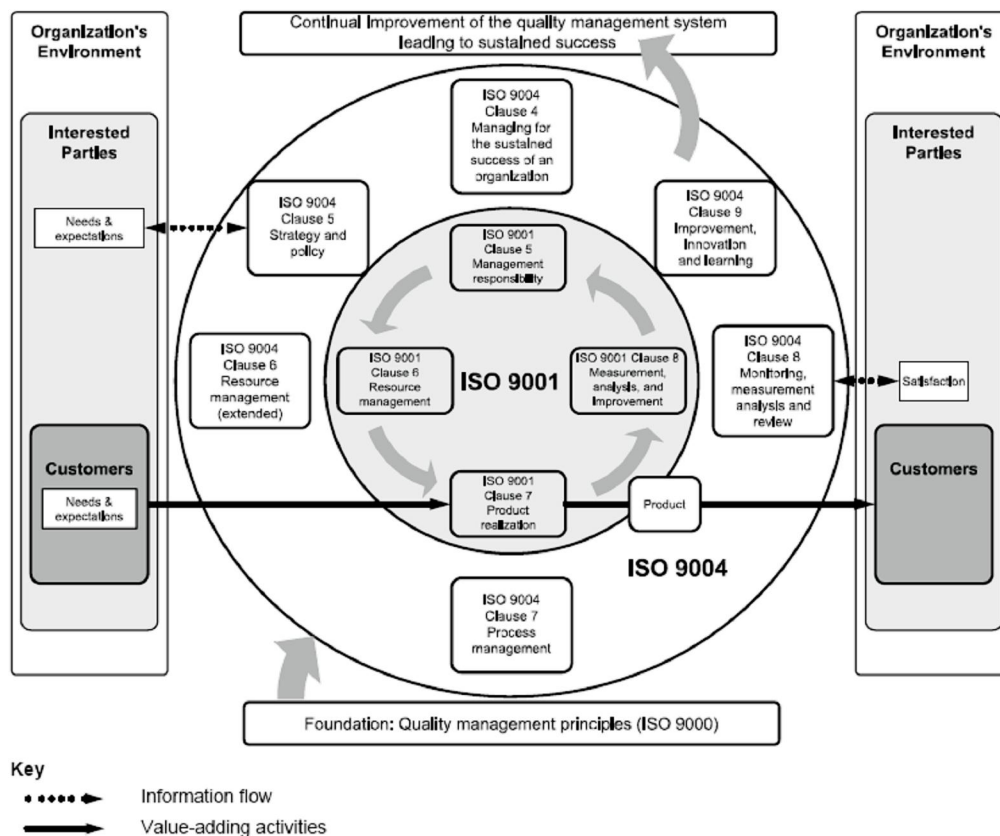 Continual Improvement of the quality management system
leading to sustained success
Organization's
Environment
Interested
Parties
Needs &
expectations
Customers
Needs &
expectations
ISO 9004
Clause 4
Managing for
the sustained
success of an
organization
ISO 9004
Clause 5
Strategy and
policy
ISO 9004
Clause 9
Improvement,
Innovation
and learning
ISO 9001
Clause 5
Management
responsibility
ISO 9004
Clause 6
Resource
management
(extended)
ISO 9001
Clause 6
Resource
management
ISO 9001
ISO 9001 Clause 8
Measurement,
analysis, and
Improvement
ISO 9004
Clause 8
Monitoring,
measurement
analysis and
review
ISO 9001
Clause 7
Product
realization
Product
ISO 9004
ISO 9004
Clause 7
Process
management
Organization's
Environment
Interested
Parties
Satisfaction
Customers
Foundation: Quality management principles (ISO 9000)
Key
Information flow
Value-adding activities